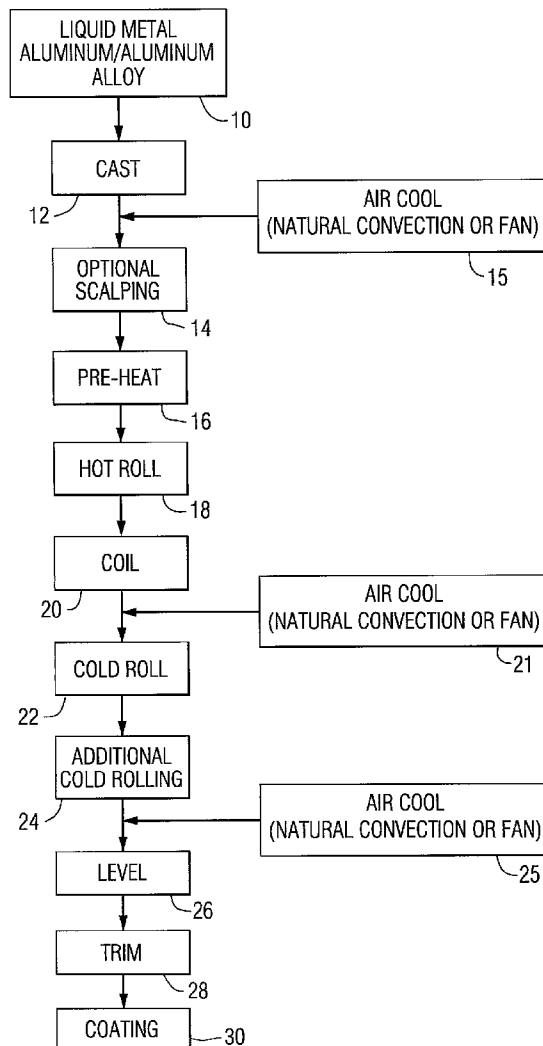 LIQUID METAL
ALUMINUM/ALUMINUM
ALLOY
10
CAST
12
AIR COOL
(NATURAL CONVECTION OR FAN)
15
OPTIONAL
SCALPING
14
PRE-HEAT
16
HOT ROLL
18
COIL
20
AIR COOL
(NATURAL CONVECTION OR FAN)
21
COLD ROLL
22
ADDITIONAL
COLD ROLLING
24
AIR COOL
(NATURAL CONVECTION OR FAN)
25
LEVEL
26
TRIM
28
COATING
30